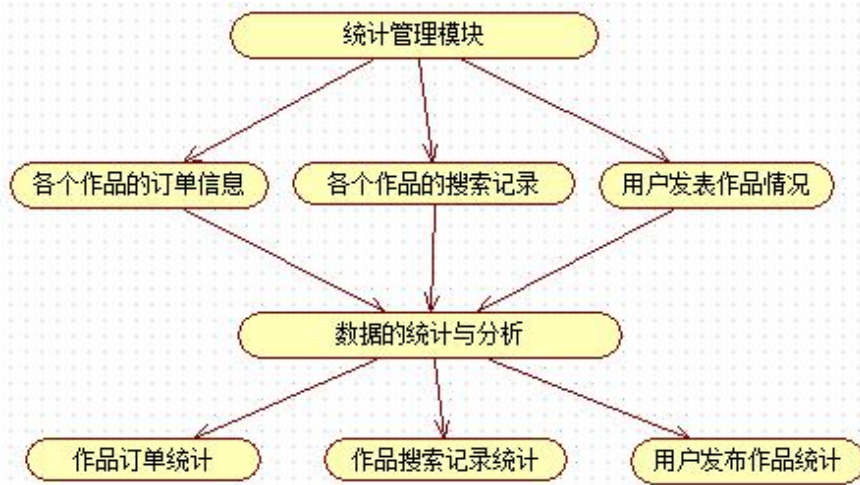 统计管理模块
各个作品的订单信息
各个作品的搜索记录
用户发表作品情况
数据的统计与分析
作品订单统计
作品搜索记录统计
用户发布作品统计